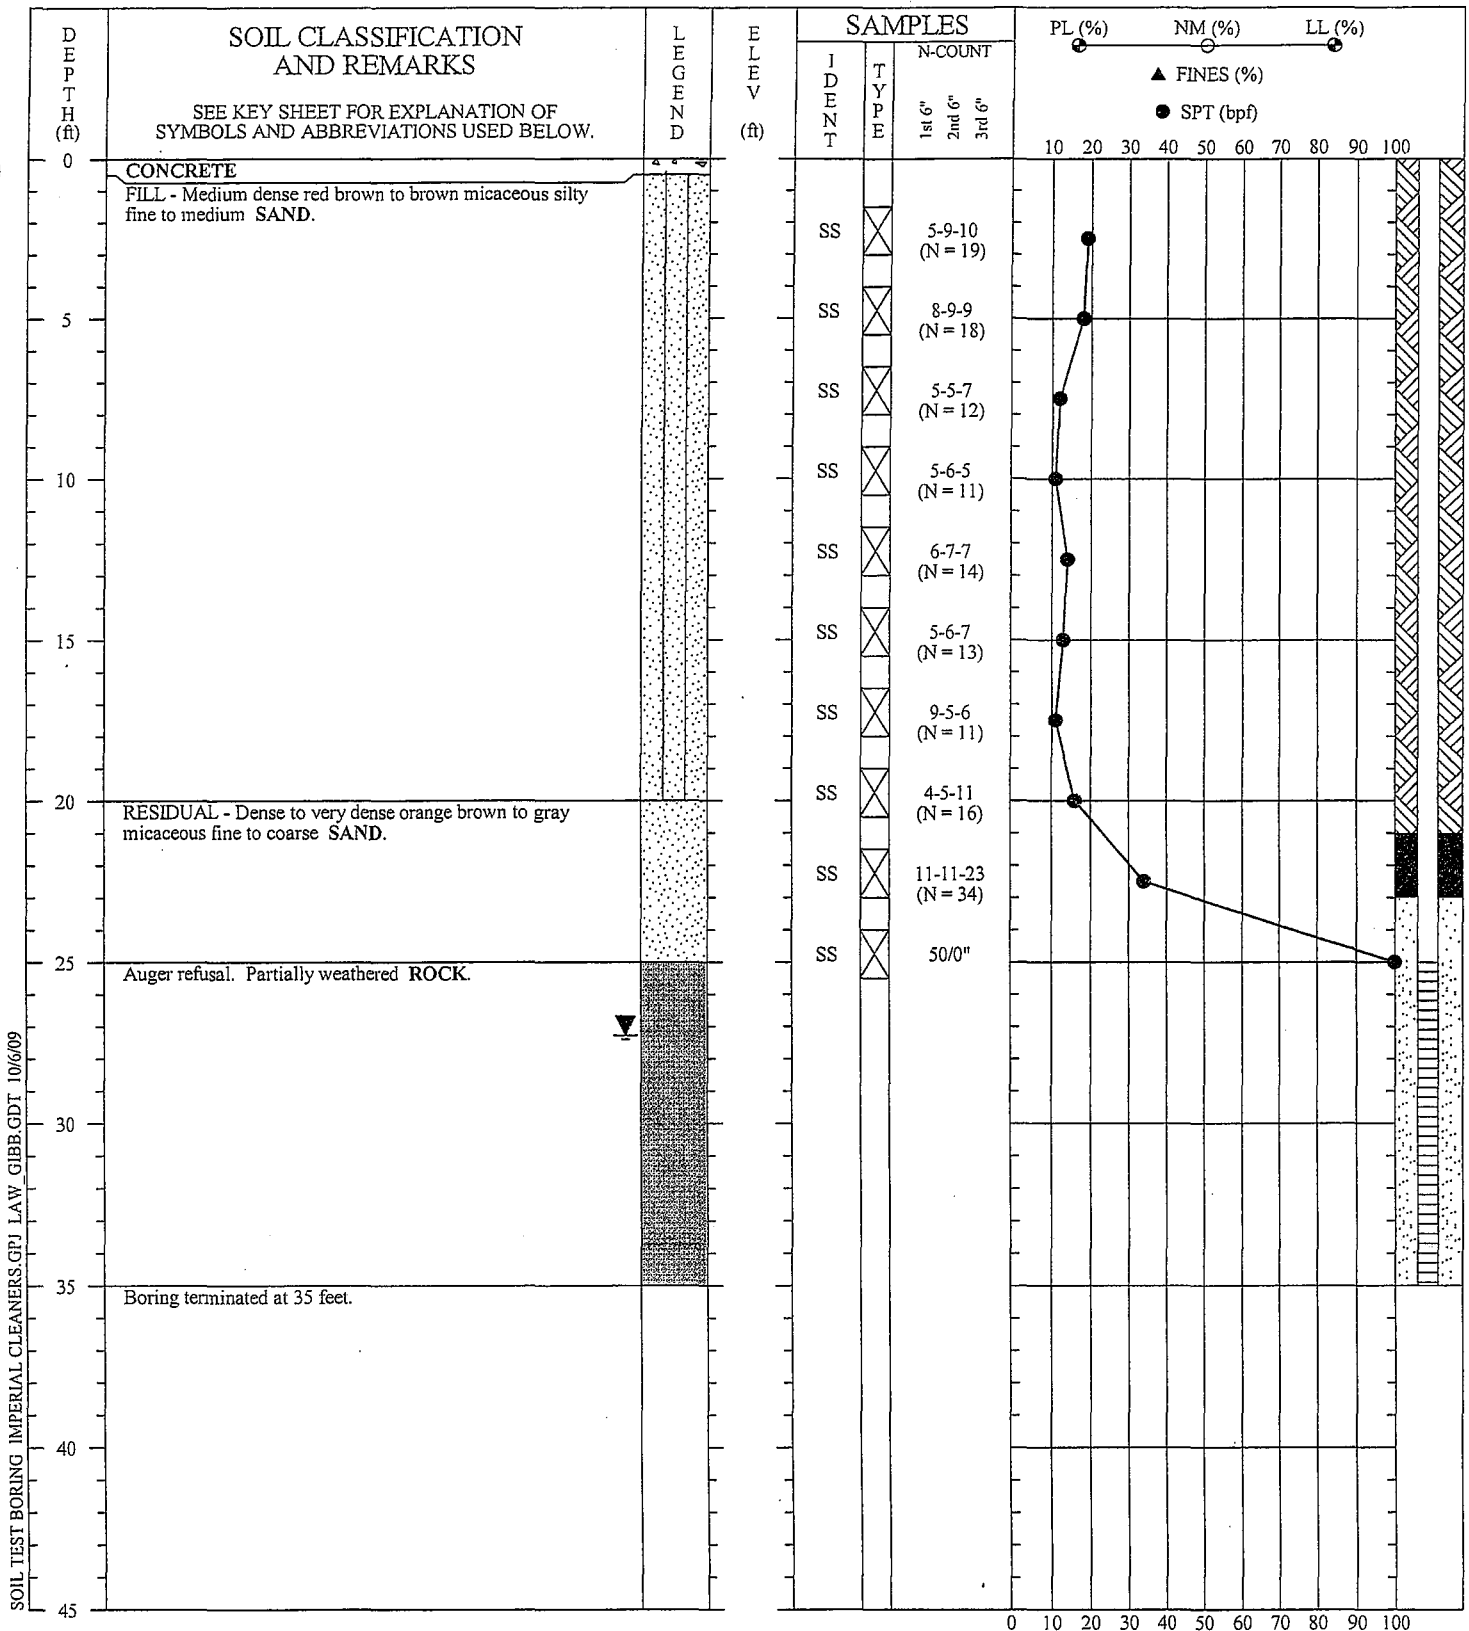 DEPTH (ft)
SOIL CLASSIFICATION
AND REMARKS
SEE KEY SHEET FOR EXPLANATION OF
SYMBOLS AND ABBREVIATIONS USED BELOW.
LEGEND
ELEV (ft)
SAMPLES
IDENT
TYPE
N-COUNT
1st 6"
2nd 6"
3rd 6"
PL (%) NM (%) LL (%)
▲ FINES (%)
● SPT (bpf)
10 20 30 40 50 60 70 80 90 100
0
CONCRETE
FILL - Medium dense red brown to brown micaceous silty
fine to medium SAND.
SS 5-9-10
(N = 19)
5
SS 8-9-9
(N = 18)
SS 5-5-7
(N = 12)
10
SS 5-6-5
(N = 11)
SS 6-7-7
(N = 14)
15
SS 5-6-7
(N = 13)
SS 9-5-6
(N = 11)
20
SS 4-5-11
(N = 16)
RESIDUAL - Dense to very dense orange brown to gray
micaceous fine to coarse SAND.
SS 11-11-23
(N = 34)
25
SS 50/0"
Auger refusal. Partially weathered ROCK.
30
35
Boring terminated at 35 feet.
40
45
0 10 20 30 40 50 60 70 80 90 100
SOIL TEST BORING IMPERIAL CLEANERS.GPJ LAW_GIBB.GDT 10/6/09